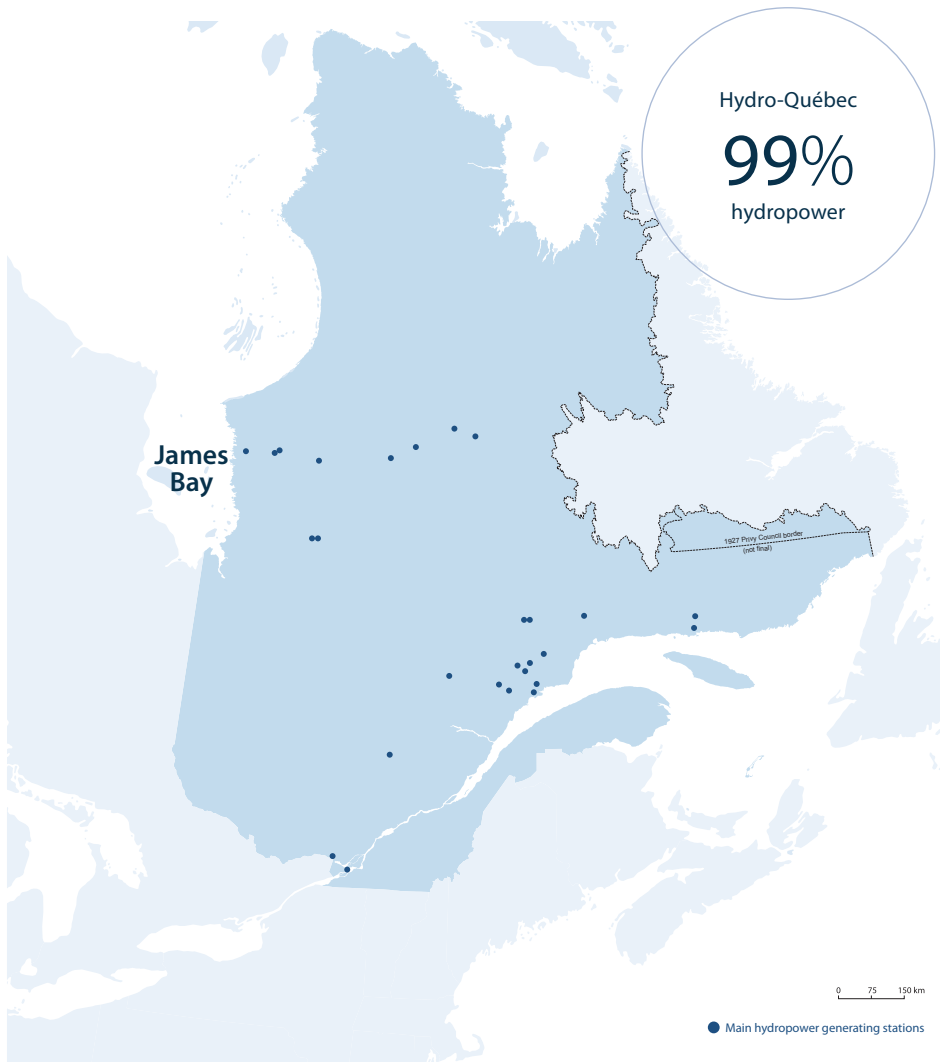 Hydro-Québec
99%
hydropower
James
Bay
1927 Privy Council border
(not final)
0 75 150 km
Main hydropower generating stations